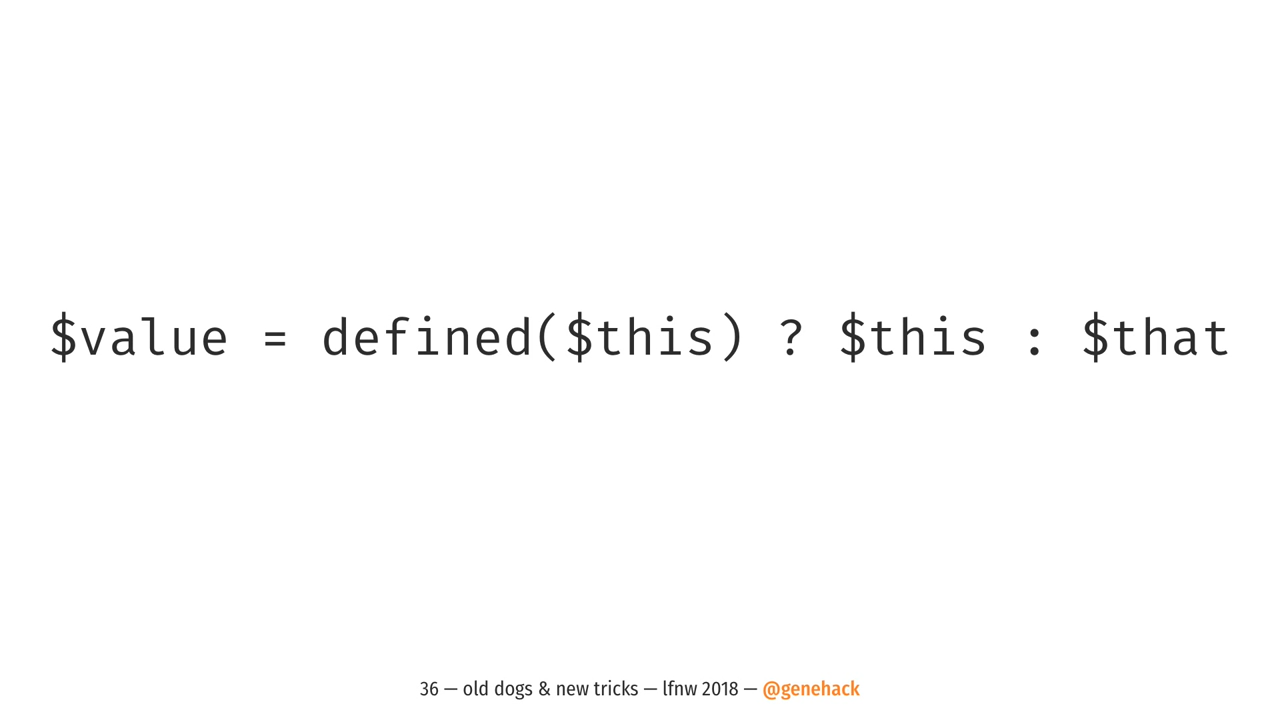 $value = defined($this) ? $this : $that
36 — old dogs & new tricks — lfnw 2018 — @genehack